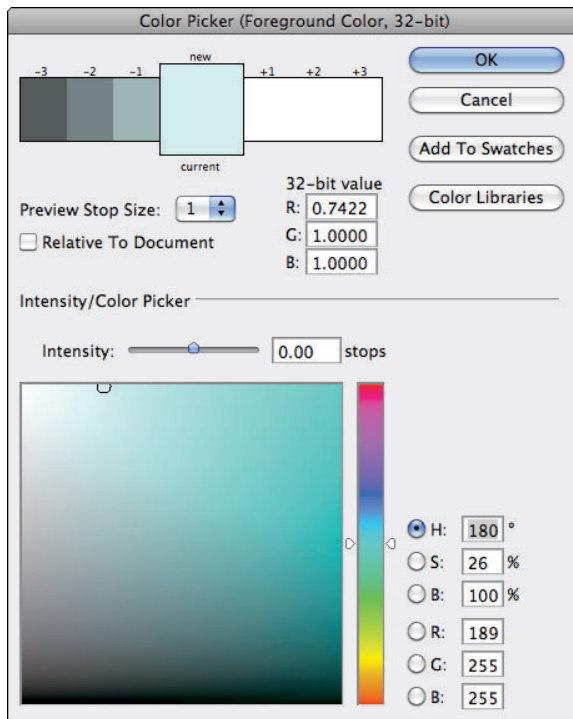 Color Picker (Foreground Color, 32-bit)
new
-3 -2 -1 +1 +2 +3
current
OK
Cancel
Add To Swatches
Color Libraries
Preview Stop Size: 1
Relative To Document
32-bit value
R: 0.7422
G: 1.0000
B: 1.0000
Intensity/Color Picker
Intensity: 0.00 stops
H: 180 °
S: 26 %
B: 100 %
R: 189
G: 255
B: 255